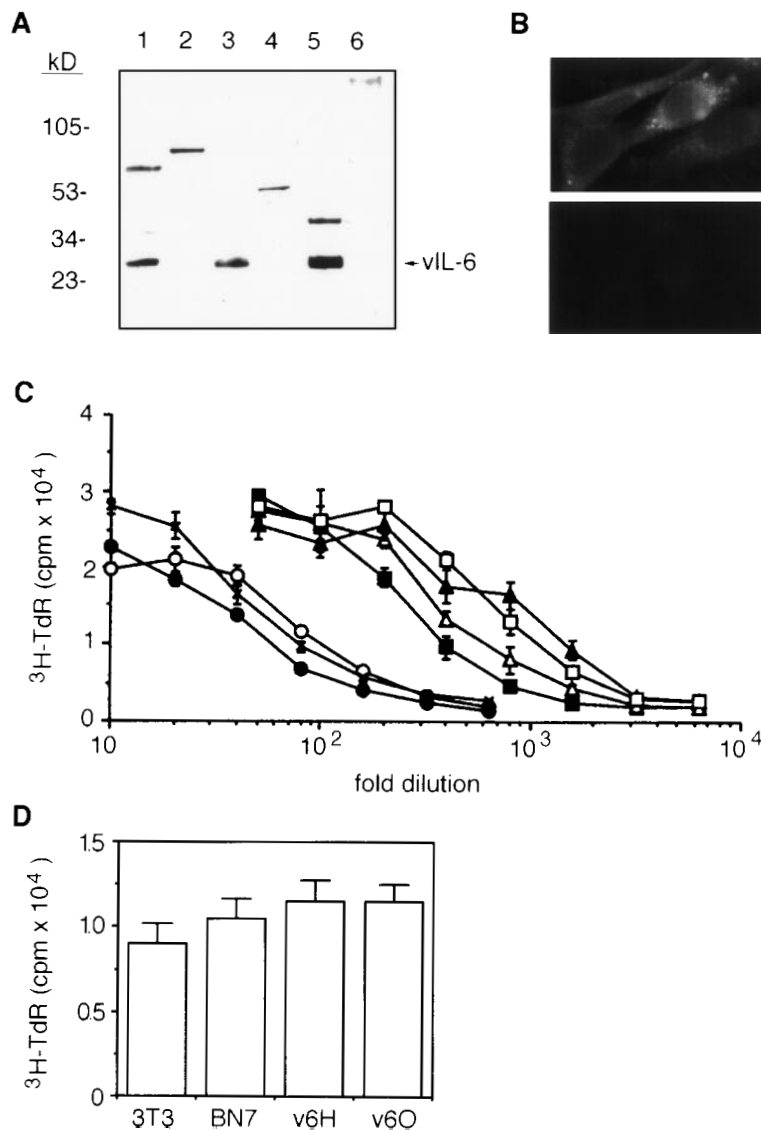 A
B
1 2 3 4 5 6
kD
105-
53-
34-
23-
vIL-6
C
4
3
2
1
0
³H-TdR (cpm x 10⁴ )
10 10² 10³ 10⁴
fold dilution
D
1.5
1.0
0.5
0
³H-TdR (cpm x 10⁴ )
3T3 BN7 v6H v6O